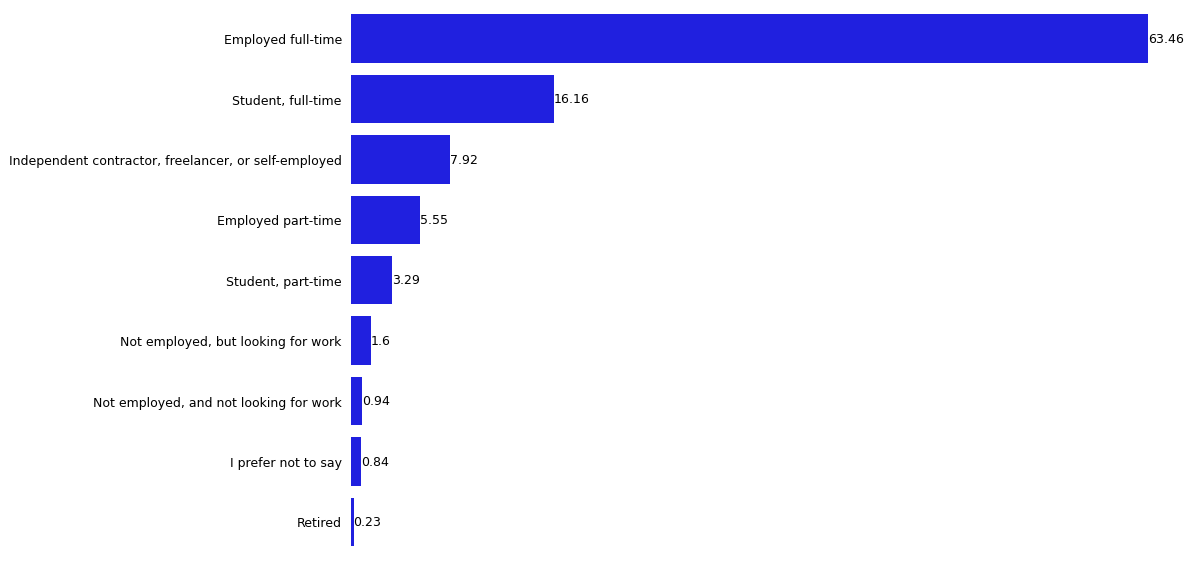 Employed full-time 63.46
Student, full-time 16.16
Independent contractor, freelancer, or self-employed 7.92
Employed part-time 5.55
Student, part-time 3.29
Not employed, but looking for work 1.6
Not employed, and not looking for work 0.94
I prefer not to say 0.84
Retired 0.23